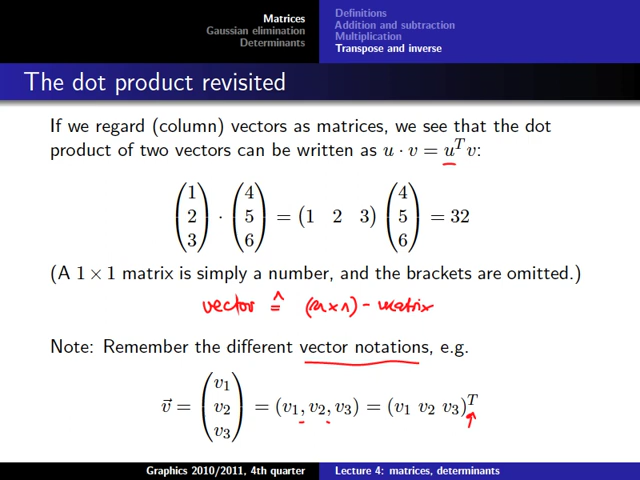 Matrices
Gaussian elimination
Determinants
Definitions
Addition and subtraction
Multiplication
Transpose and inverse
The dot product revisited
If we regard (column) vectors as matrices, we see that the dot
product of two vectors can be written as u · v = uᵀv:
(1 2 3) · (4 5 6) = (1 2 3) (4 5 6) = 32
(A 1 × 1 matrix is simply a number, and the brackets are omitted.)
vector ≙ (m×1) - matrix
Note: Remember the different vector notations, e.g.
v⃗ = (v₁ v₂ v₃) = (v₁, v₂, v₃) = (v₁ v₂ v₃)ᵀ
Graphics 2010/2011, 4th quarter
Lecture 4: matrices, determinants